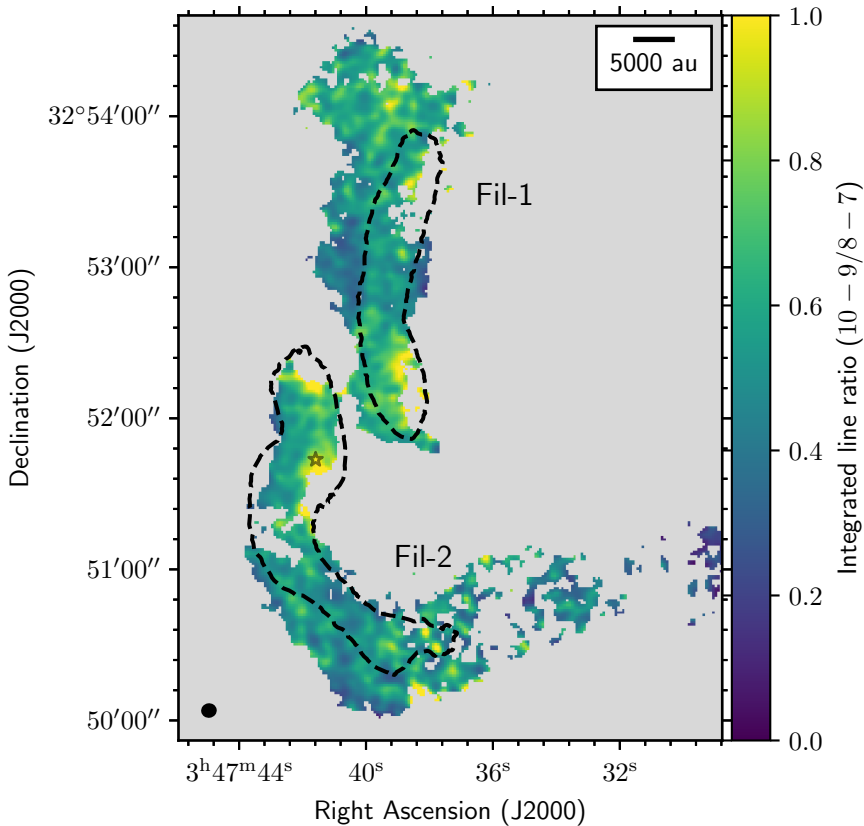 5000 au
Fil-1
Fil-2
32°54′00′′
53′00′′
52′00′′
51′00′′
50′00′′
Declination (J2000)
3ʰ47ᵐ44ˢ
40ˢ
36ˢ
32ˢ
Right Ascension (J2000)
1.0
0.8
0.6
0.4
0.2
0.0
Integrated line ratio (10 − 9/8 − 7)